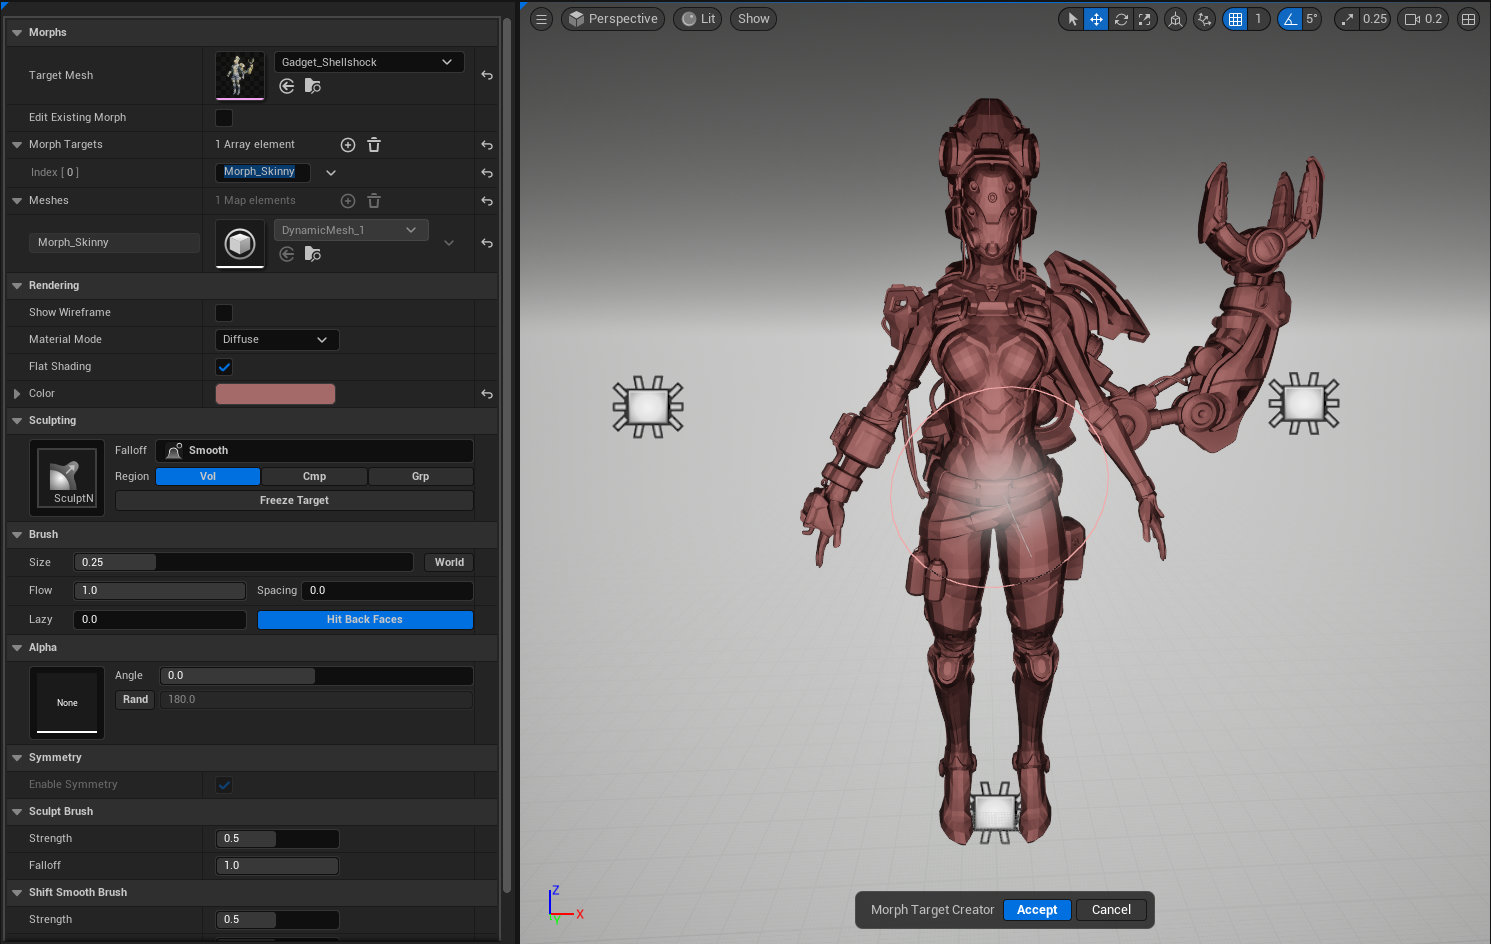 Perspective
Lit
Show
1
5°
0.25
0.2
Morphs
Target Mesh
Gadget_Shellshock
Edit Existing Morph
Morph Targets
1 Array element
Index [ 0 ]
Morph_Skinny
Meshes
1 Map elements
Morph_Skinny
DynamicMesh_1
Rendering
Show Wireframe
Material Mode
Diffuse
Flat Shading
Color
Sculpting
SculptN
Falloff
Smooth
Region
Vol
Cmp
Grp
Freeze Target
Brush
Size
0.25
World
Flow
1.0
Spacing
0.0
Lazy
0.0
Hit Back Faces
Alpha
None
Angle
0.0
Rand
180.0
Symmetry
Enable Symmetry
Sculpt Brush
Strength
0.5
Falloff
1.0
Shift Smooth Brush
Strength
0.5
Z
X
Y
Morph Target Creator
Accept
Cancel